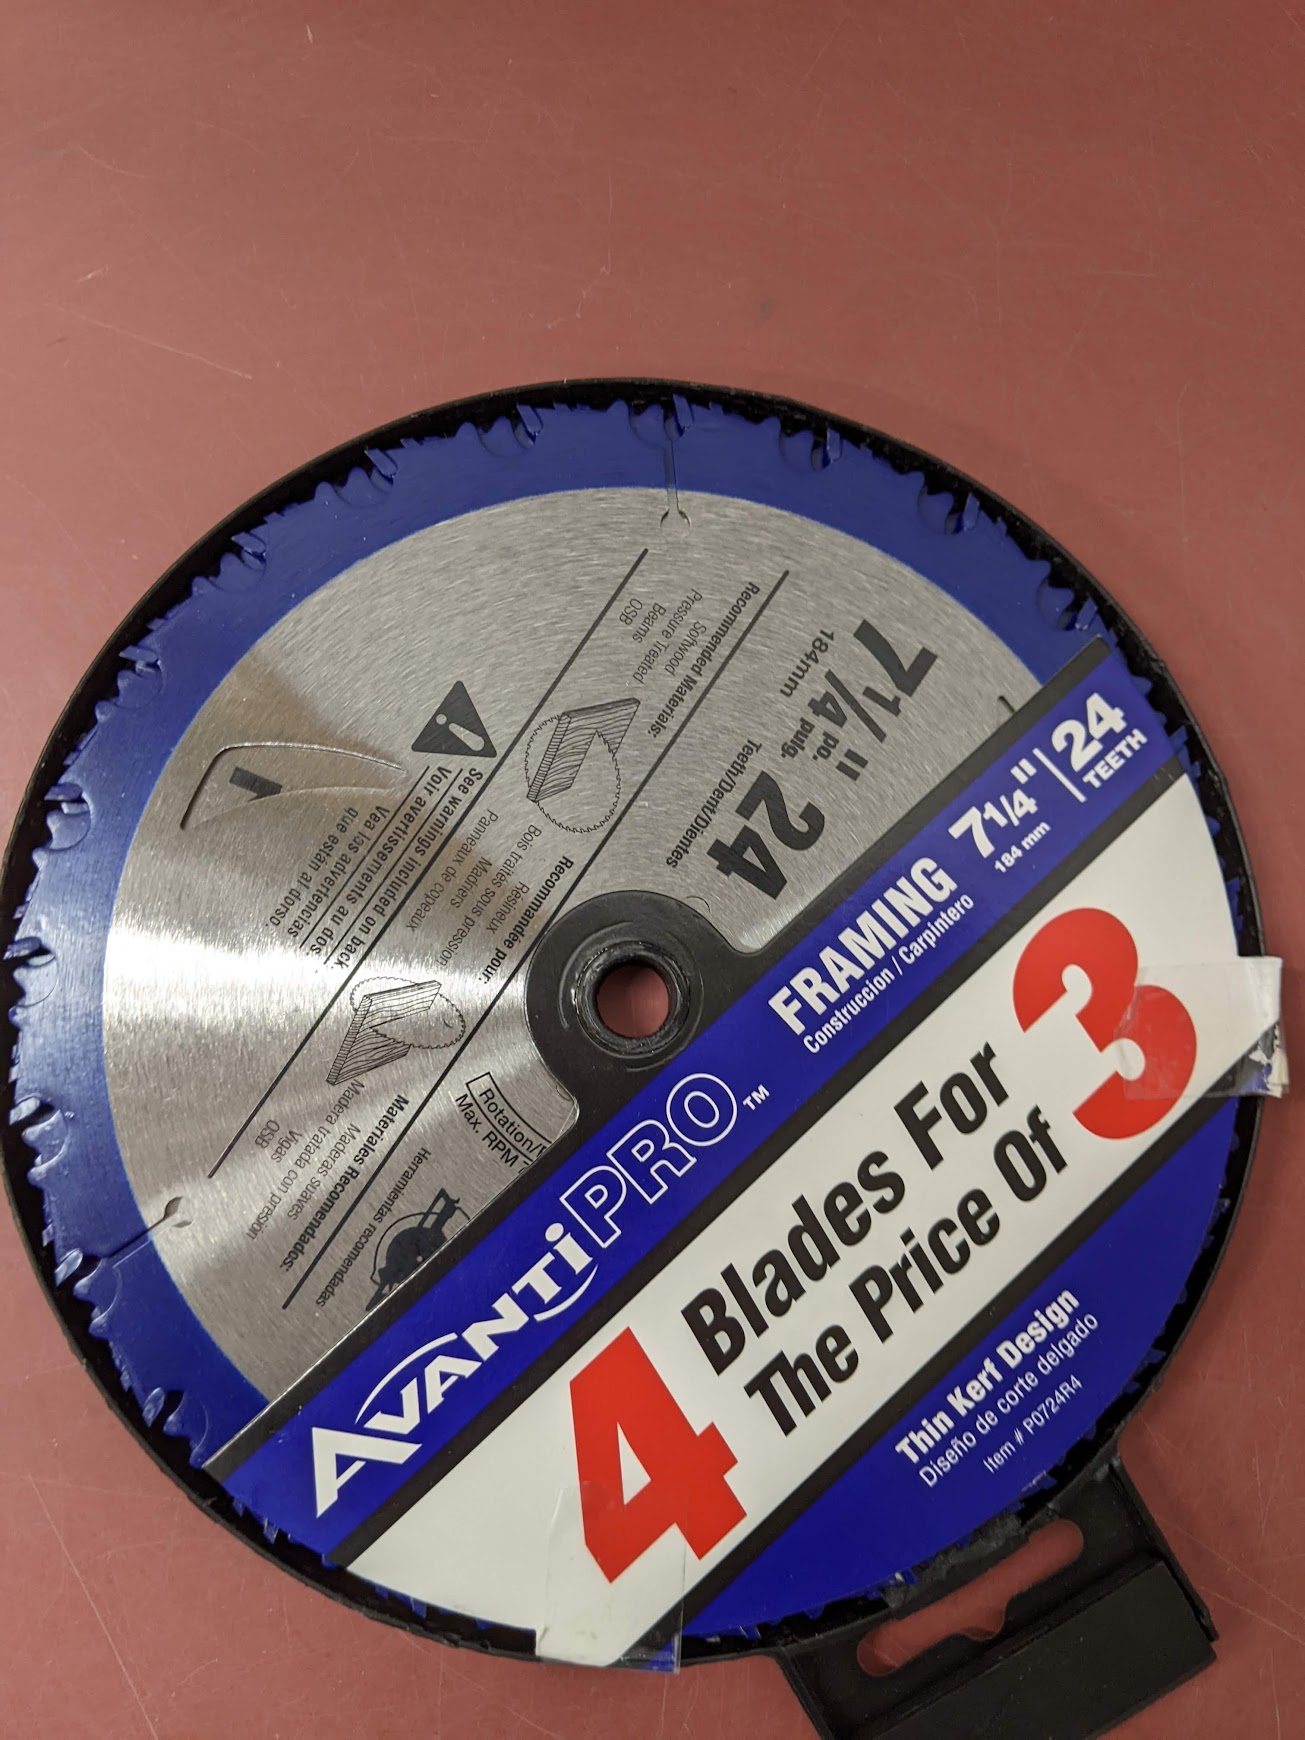 AVANTi PRO™
FRAMING
Construccion / Carpintero
7 1/4"
184 mm
24
TEETH
4 Blades For
The Price Of 3
Thin Kerf Design
Diseño de corte delgado
Item # P0724R4
7 1/4"
po.
pulg.
184mm
24
Teeth/Dent/Dientes
Recommended Materials:
Softwood
Pressure Treated
Beams
OSB
Recommandée pour:
Résineux
Bois traités sous pression
Madriers
Panneaux de copeaux
Materiales Recomendados:
Maderas suaves
Madera tratada con presion
Vigas
OSB
See warnings included on back.
Voir avertissements au dos.
Vea las advertencias
que estam al dorso
Rotation/
Max. RPM
Herramientas recomendadas